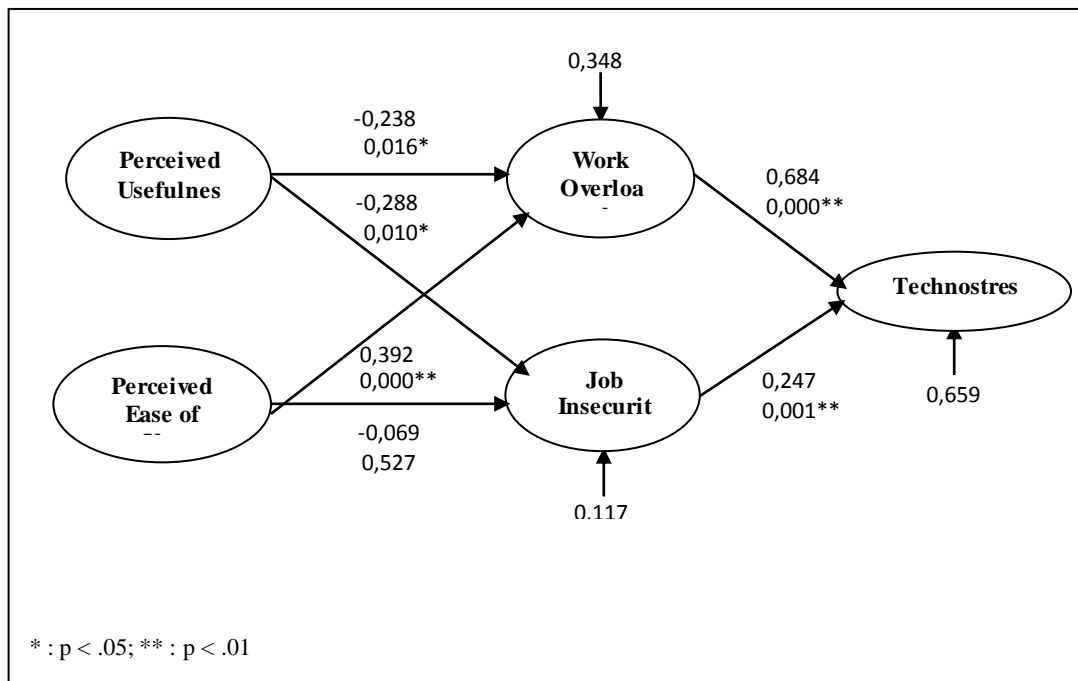 0,348
-0,238
0,016*
Perceived
Usefulnes
Work
Overloa
-0,288
0,010*
0,684
0,000**
Technostres
0,392
0,000**
Perceived
Ease of
Job
Insecurit
0,247
0,001**
0,659
-0,069
0,527
0.117
* : p < .05; ** : p < .01